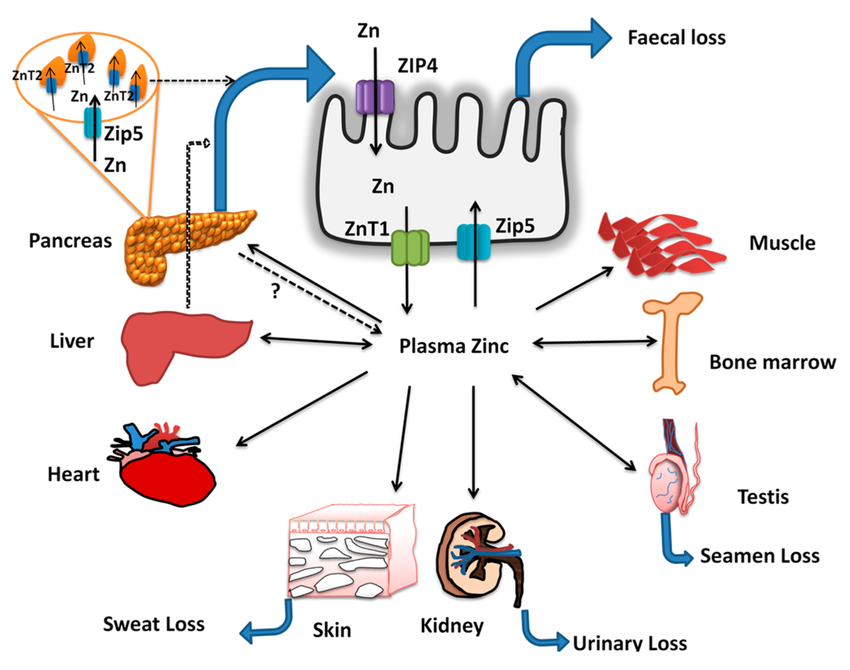 Zn
ZIP4
Faecal loss
ZnT2
ZnT2
ZnT2
Zn
Zip5
Zn
Zn
ZnT1
Zip5
Pancreas
Muscle
?
Liver
Plasma Zinc
Bone marrow
Heart
Testis
Seamen Loss
Sweat Loss
Skin
Kidney
Urinary Loss